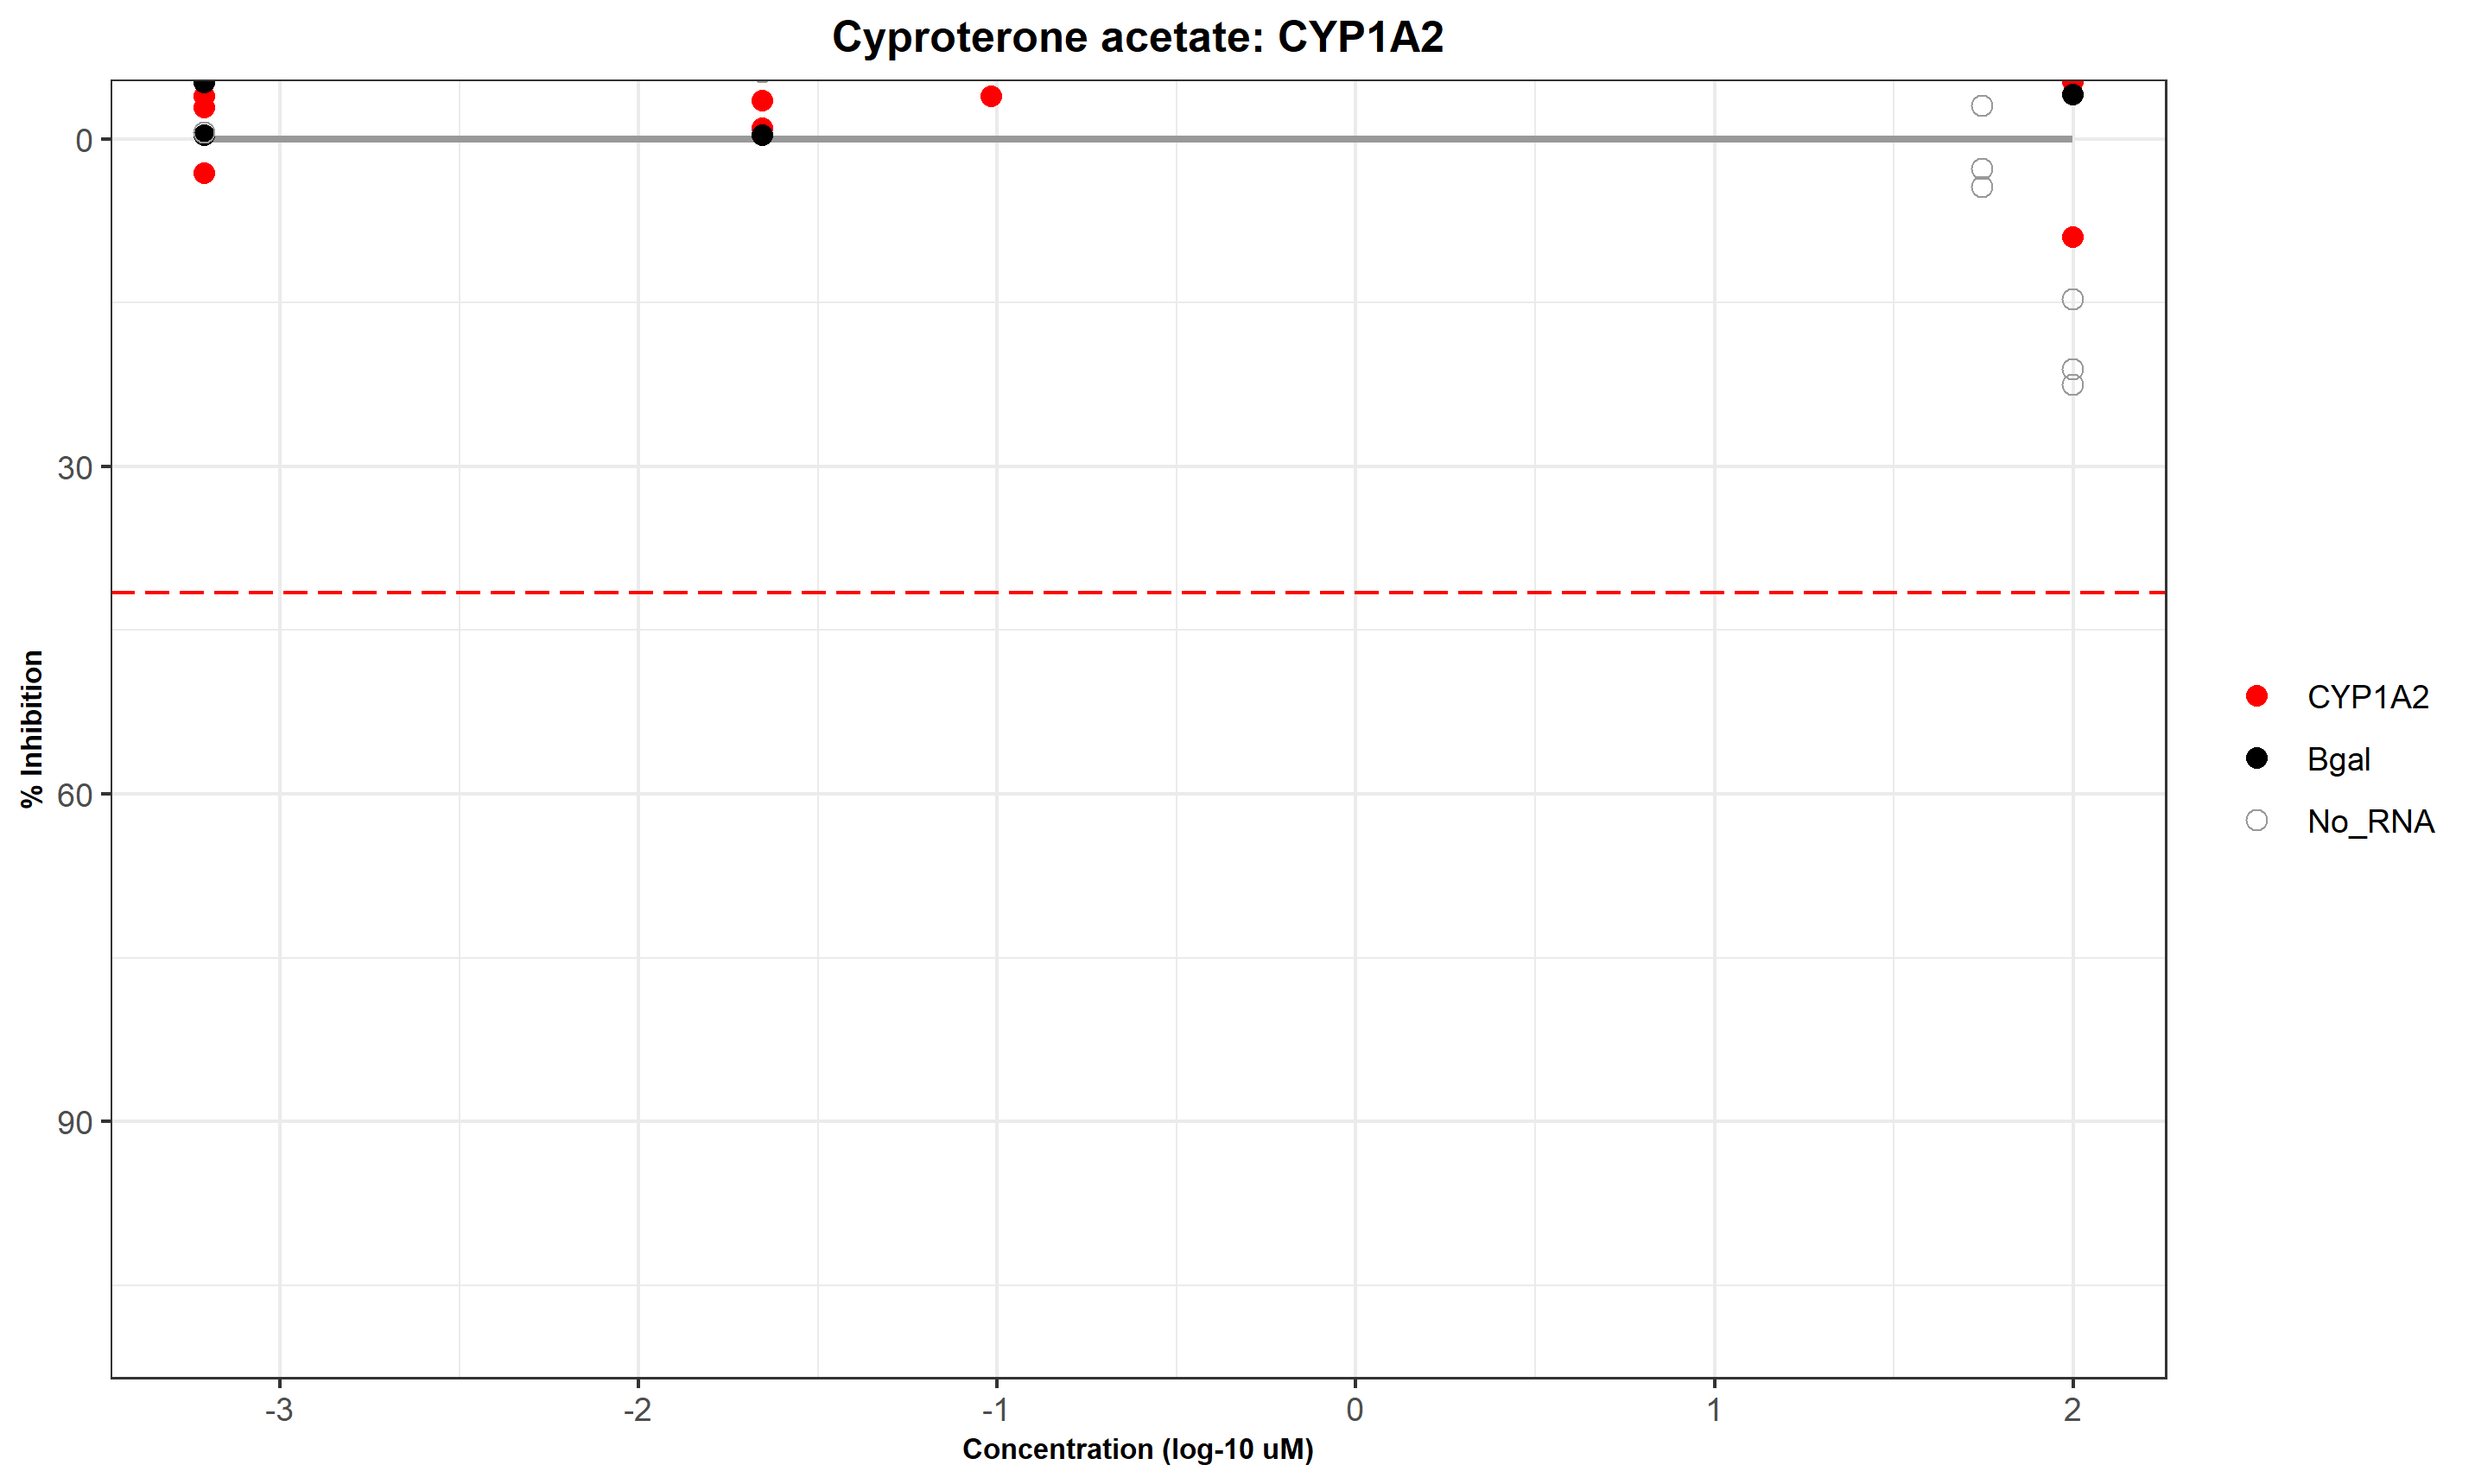 Cyproterone acetate: CYP1A2
% Inhibition
0
30
60
90
-3
-2
-1
0
1
2
Concentration (log-10 uM)
CYP1A2
Bgal
No_RNA